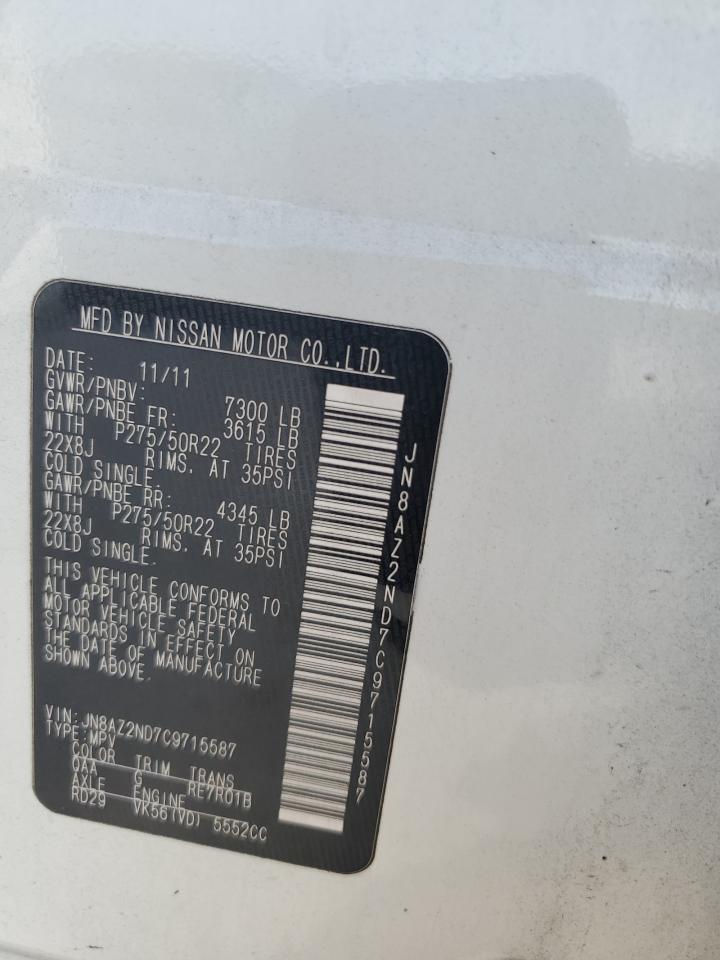 MFD BY NISSAN MOTOR CO.,LTD.
DATE: 11/11
GVWR/PNBV: 7300 LB
GAWR/PNBE FR: 3615 LB
WITH P275/50R22 TIRES
22X8J RIMS. AT 35PSI
COLD SINGLE.
GAWR/PNBE RR: 4345 LB
WITH P275/50R22 TIRES
22X8J RIMS. AT 35PSI
COLD SINGLE.
THIS VEHICLE CONFORMS TO
ALL APPLICABLE FEDERAL
MOTOR VEHICLE SAFETY
STANDARDS IN EFFECT ON
THE DATE OF MANUFACTURE
SHOWN ABOVE.
VIN:JN8AZ2ND7C9715587
TYPE:MPV
COLOR TRIM TRANS
QAA G RE7R01B
AXLE ENGINE
RD29 VK56(VD) 5552CC
JN8AZ2ND7C9715587